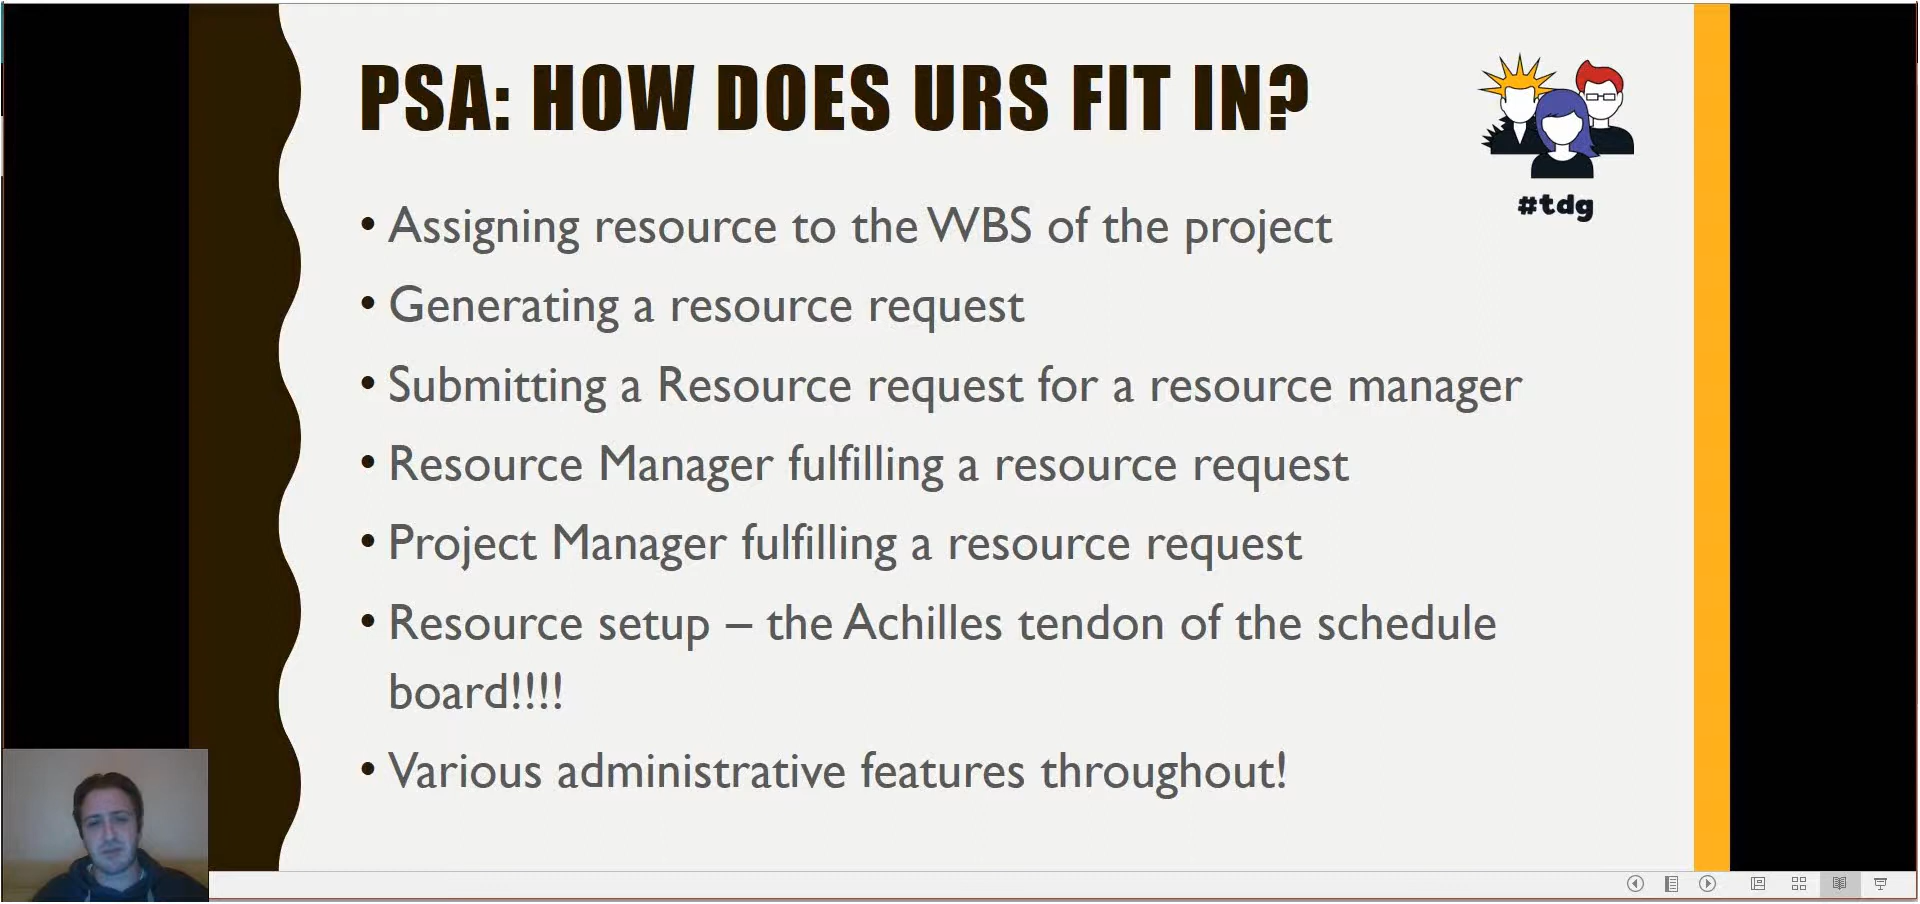 PSA: HOW DOES URS FIT IN?
#tdg
• Assigning resource to the WBS of the project
• Generating a resource request
• Submitting a Resource request for a resource manager
• Resource Manager fulfilling a resource request
• Project Manager fulfilling a resource request
• Resource setup – the Achilles tendon of the schedule
board!!!!
• Various administrative features throughout!